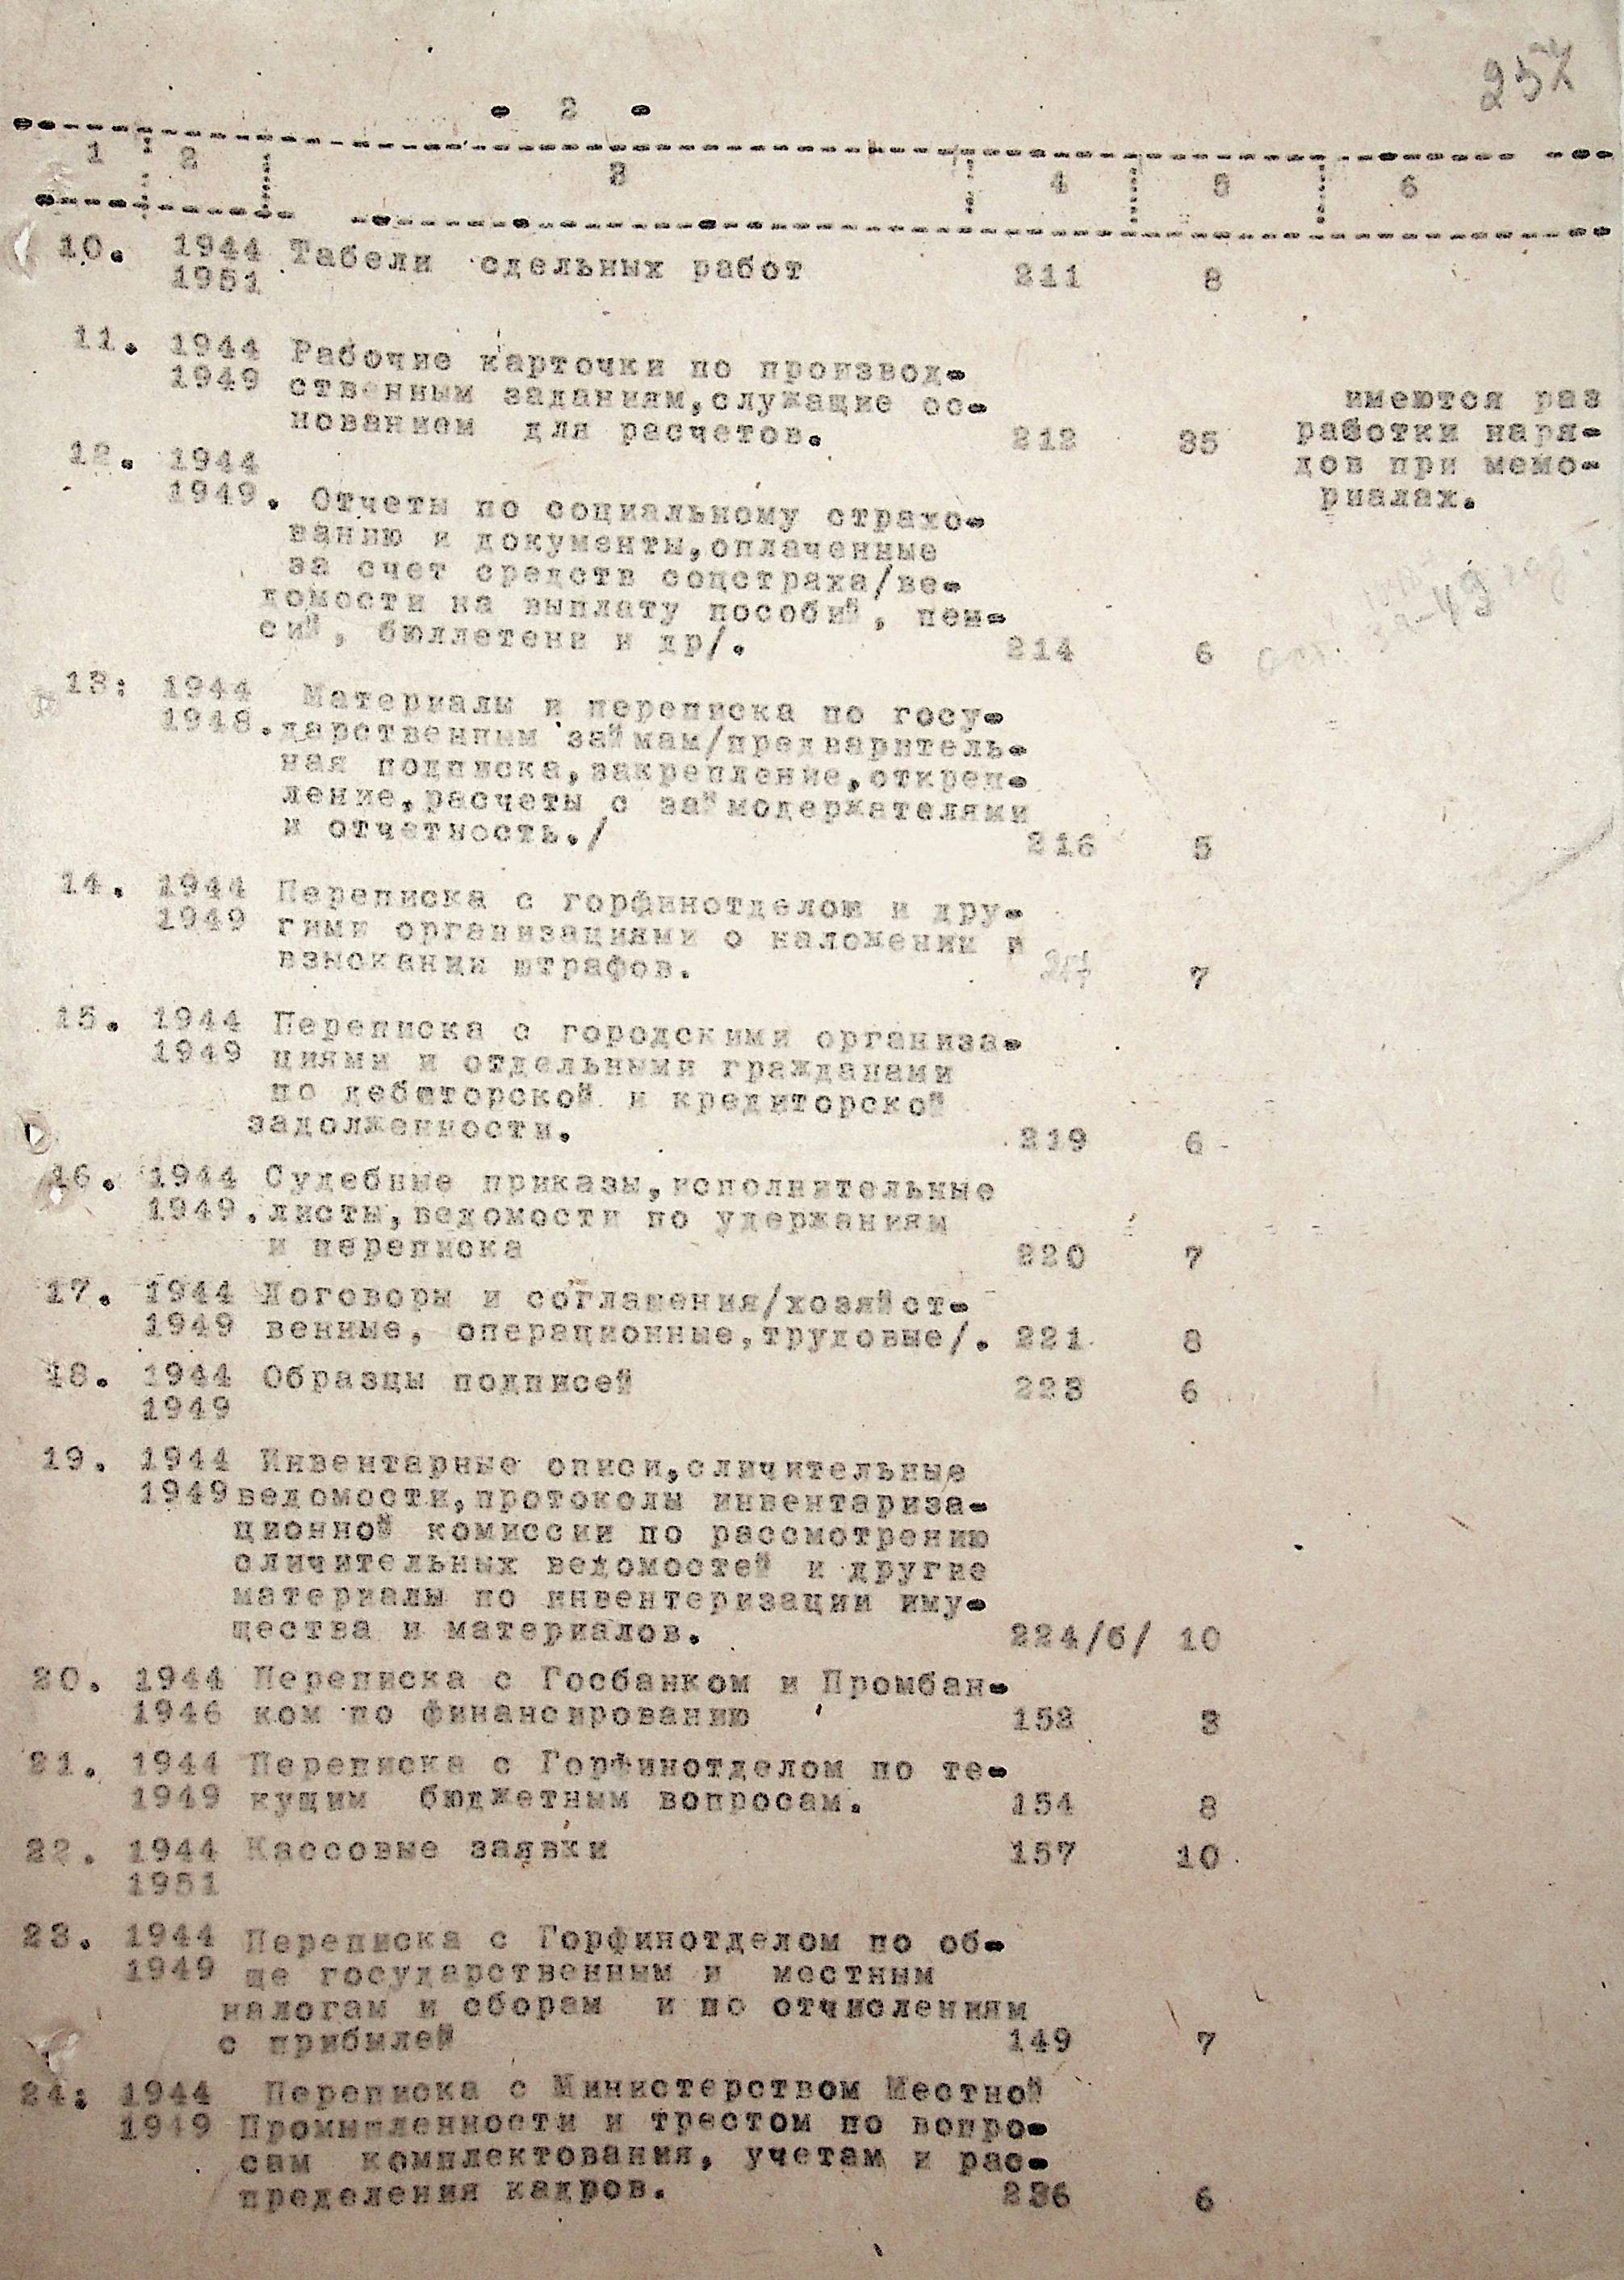 257
- 2 -
1 2 3 4 5 6
10. 1944 Табели сдельных работ 211 8
1951
11. 1944 Рабочие карточки по производ-
1949 ственным заданиям, служащие ос- имеются раз
нованием для расчетов. 212 35 работки наря-
12. 1944 дов при мемо-
1949. Отчеты по социальному страхо- риалах.
ванию и документы, оплаченные
за счет средств соцстраха/ве-
домости на выплату пособий, пен-
сий, бюллетени и др/. 214 6
13: 1944 Материалы и переписка по госу-
1948. дарственным займам/предваритель-
ная подписка, закрепление, откреп-
ление, расчеты с займодержателями
и отчетность./ 216 5
14. 1944 Переписка с горфинотделом и дру-
1949 гими организациями о наложении и
взыскании штрафов. 7
15. 1944 Переписка с городскими организа-
1949 циями и отдельными гражданами
по дебиторской и кредиторской
задолженности. 219 6
16. 1944 Судебные приказы, исполнительные
1949. листы, ведомости по удержаниям
и переписка 220 7
17. 1944 Договоры и соглашения/хозяйст-
1949 венные, операционные, трудовые/. 221 8
18. 1944 Образцы подписей 223 6
1949
19. 1944 Инвентарные описи, сличительные
1949 ведомости, протоколы инвентариза-
ционной комиссии по рассмотрению
сличительных ведомостей и другие
материалы по инвентеризации иму-
щества и материалов. 224/б/ 10
20. 1944 Переписка с Госбанком и Промбан-
1946 ком по финансированию 152 3
21. 1944 Переписка с Горфинотделом по те-
1949 кущим бюджетным вопросам. 154 8
22. 1944 Кассовые заявки 157 10
1951
23. 1944 Переписка с Горфинотделом по об-
1949 ще государственным и местным
налогам и сборам и по отчислениям
с прибылей 149 7
24: 1944 Переписка с Министерством Местной
1949 Промышленности и трестом по вопро-
сам комплектования, учетам и рас-
пределения кадров. 236 6